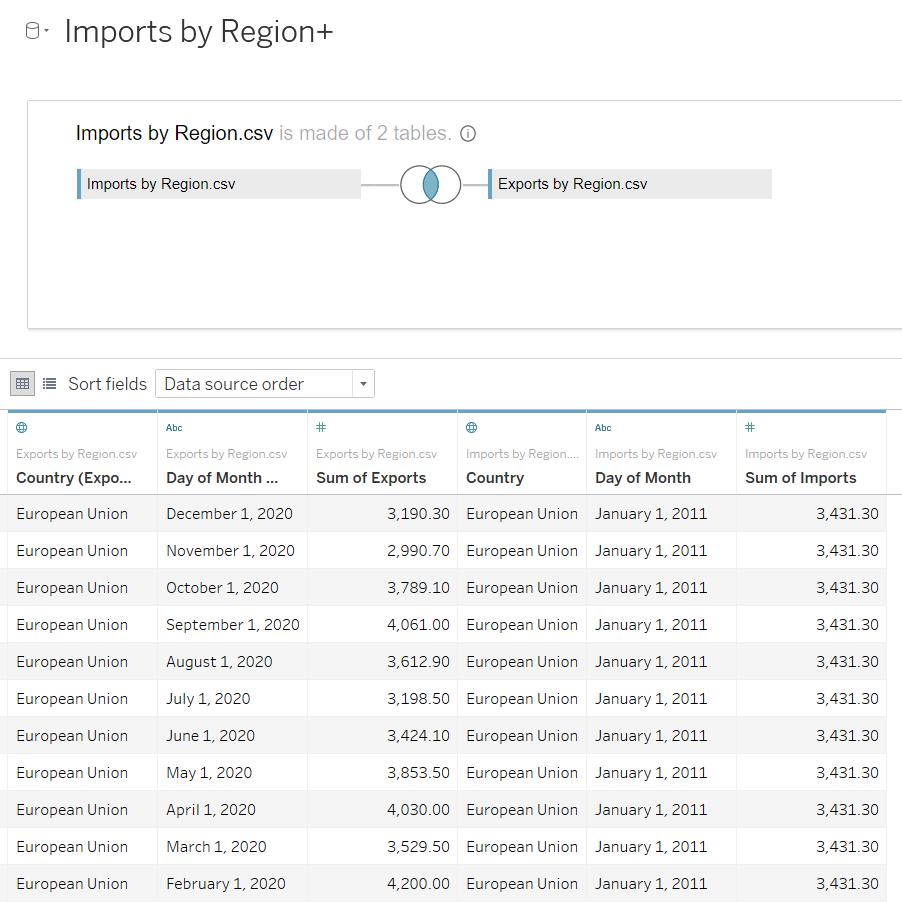 Imports by Region+
Imports by Region.csv is made of 2 tables.
Imports by Region.csv Exports by Region.csv
Sort fields Data source order
Abc # Abc #
Exports by Region.csv Exports by Region.csv Exports by Region.csv Imports by Region.... Imports by Region.csv Imports by Region.csv
Country (Expo... Day of Month ... Sum of Exports Country Day of Month Sum of Imports
European Union December 1, 2020 3,190.30 European Union January 1, 2011 3,431.30
European Union November 1, 2020 2,990.70 European Union January 1, 2011 3,431.30
European Union October 1, 2020 3,789.10 European Union January 1, 2011 3,431.30
European Union September 1, 2020 4,061.00 European Union January 1, 2011 3,431.30
European Union August 1, 2020 3,612.90 European Union January 1, 2011 3,431.30
European Union July 1, 2020 3,198.50 European Union January 1, 2011 3,431.30
European Union June 1, 2020 3,424.10 European Union January 1, 2011 3,431.30
European Union May 1, 2020 3,853.50 European Union January 1, 2011 3,431.30
European Union April 1, 2020 4,030.00 European Union January 1, 2011 3,431.30
European Union March 1, 2020 3,529.50 European Union January 1, 2011 3,431.30
European Union February 1, 2020 4,200.00 European Union January 1, 2011 3,431.30